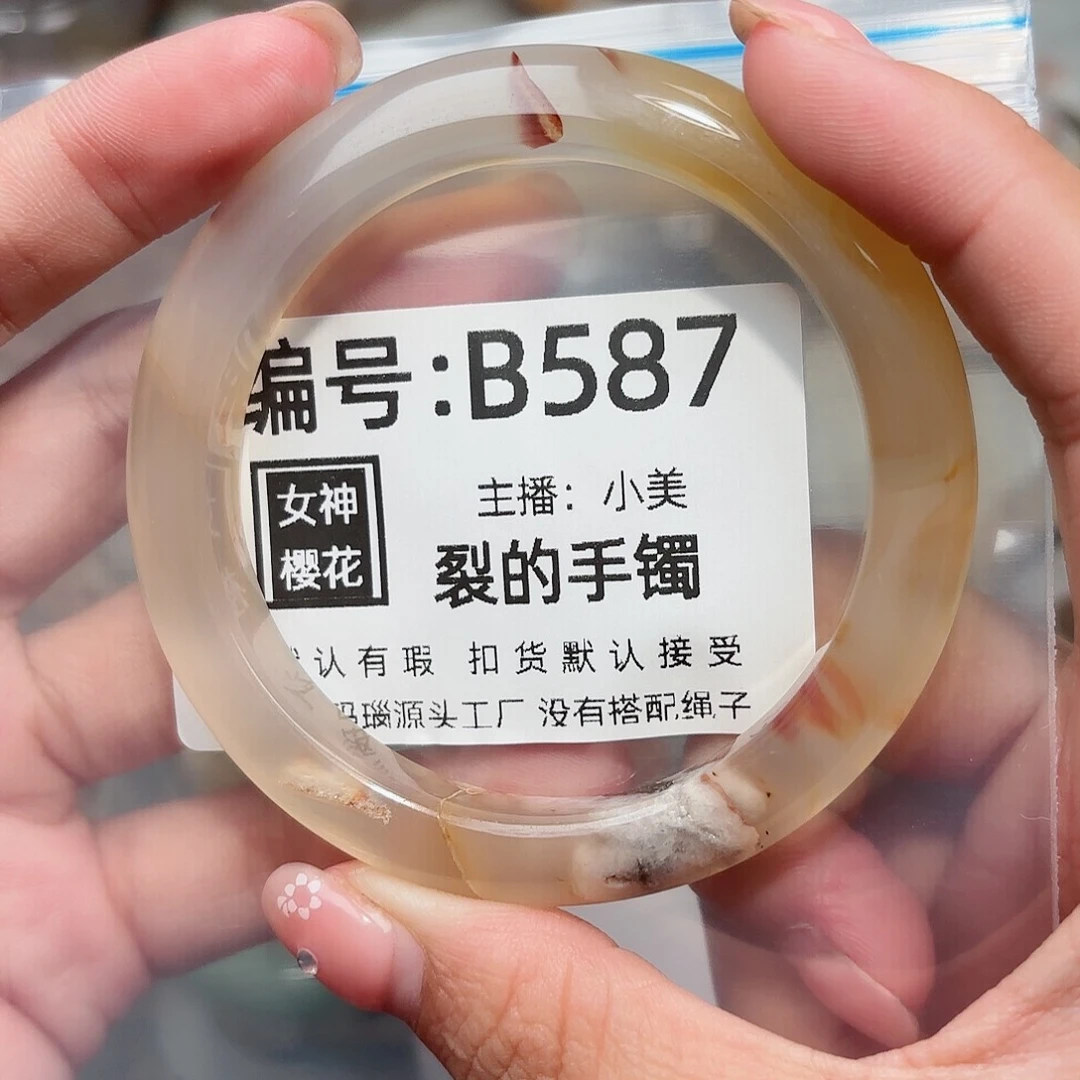 编号:B587
女神
樱花
主播：小美
裂的手镯
认有瑕 扣货默认接受
玛瑙源头工厂 没有搭配绳子